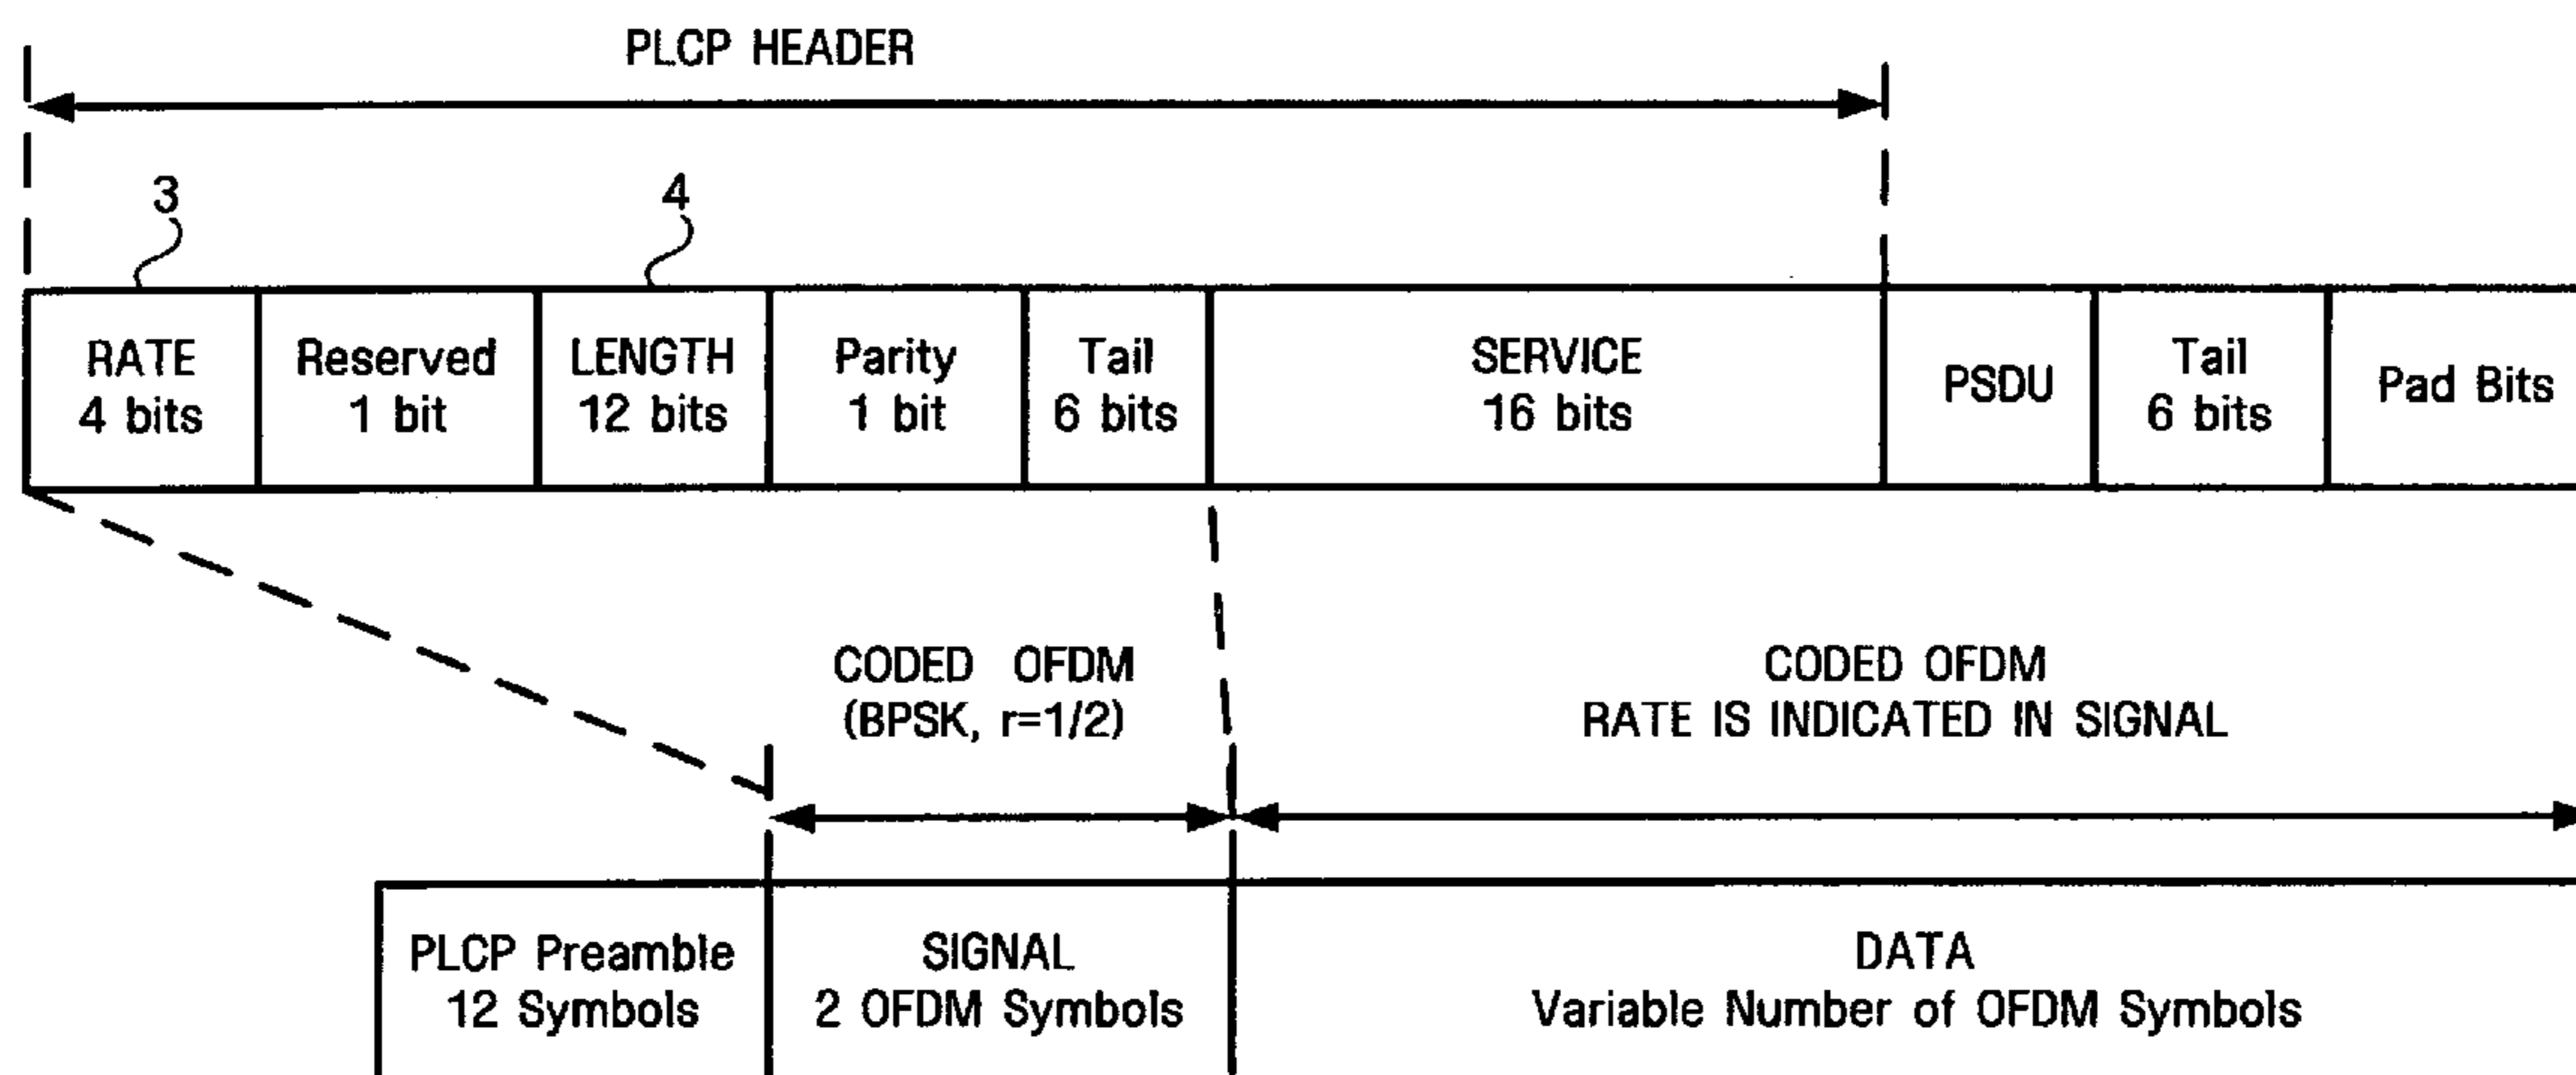 PLCP HEADER
3
4
RATE
4 bits
Reserved
1 bit
LENGTH
12 bits
Parity
1 bit
Tail
6 bits
SERVICE
16 bits
PSDU
Tail
6 bits
Pad Bits
CODED OFDM
(BPSK, r=1/2)
CODED OFDM
RATE IS INDICATED IN SIGNAL
PLCP Preamble
12 Symbols
SIGNAL
2 OFDM Symbols
DATA
Variable Number of OFDM Symbols